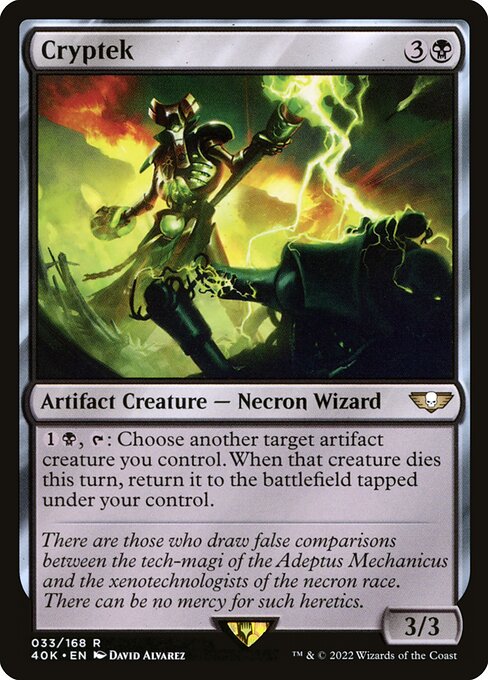 Cryptek 3
Artifact Creature — Necron Wizard
1 , : Choose another target artifact
creature you control. When that creature dies
this turn, return it to the battlefield tapped
under your control.
There are those who draw false comparisons
between the tech-magi of the Adeptus Mechanicus
and the xenotechnologists of the necron race.
There can be no mercy for such heretics.
3/3
033/168 R
40K • EN David Alvarez ™ & © 2022 Wizards of the Coast